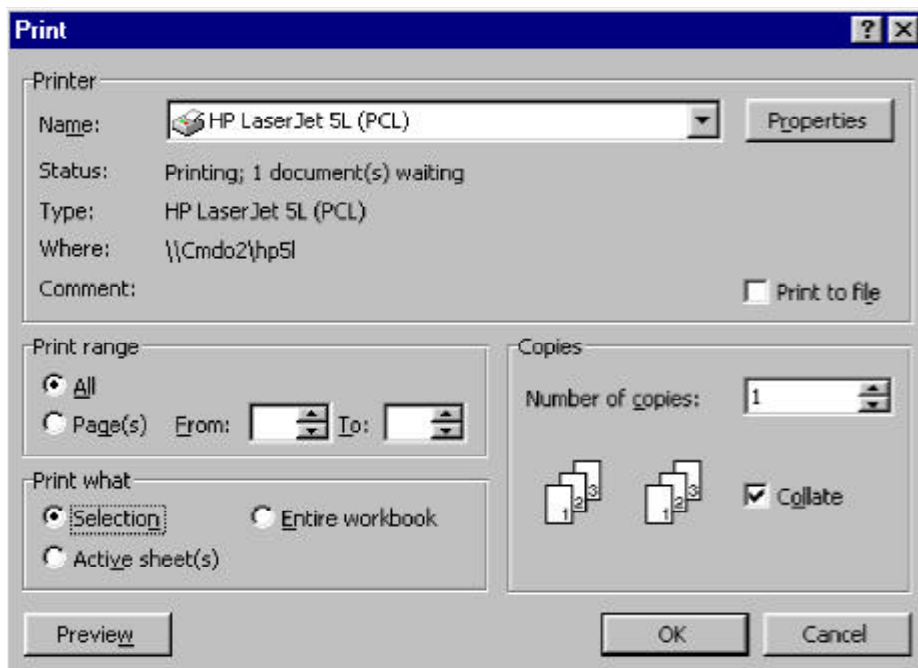 Print
Printer
Name: HP LaserJet 5L (PCL) Properties
Status: Printing; 1 document(s) waiting
Type: HP LaserJet 5L (PCL)
Where: \\Cmdo2\hp5l
Comment: Print to file
Print range
All
Page(s) From: To:
Copies
Number of copies: 1
1 2 3 1 2 3 Collate
Print what
Selection Entire workbook
Active sheet(s)
Preview OK Cancel